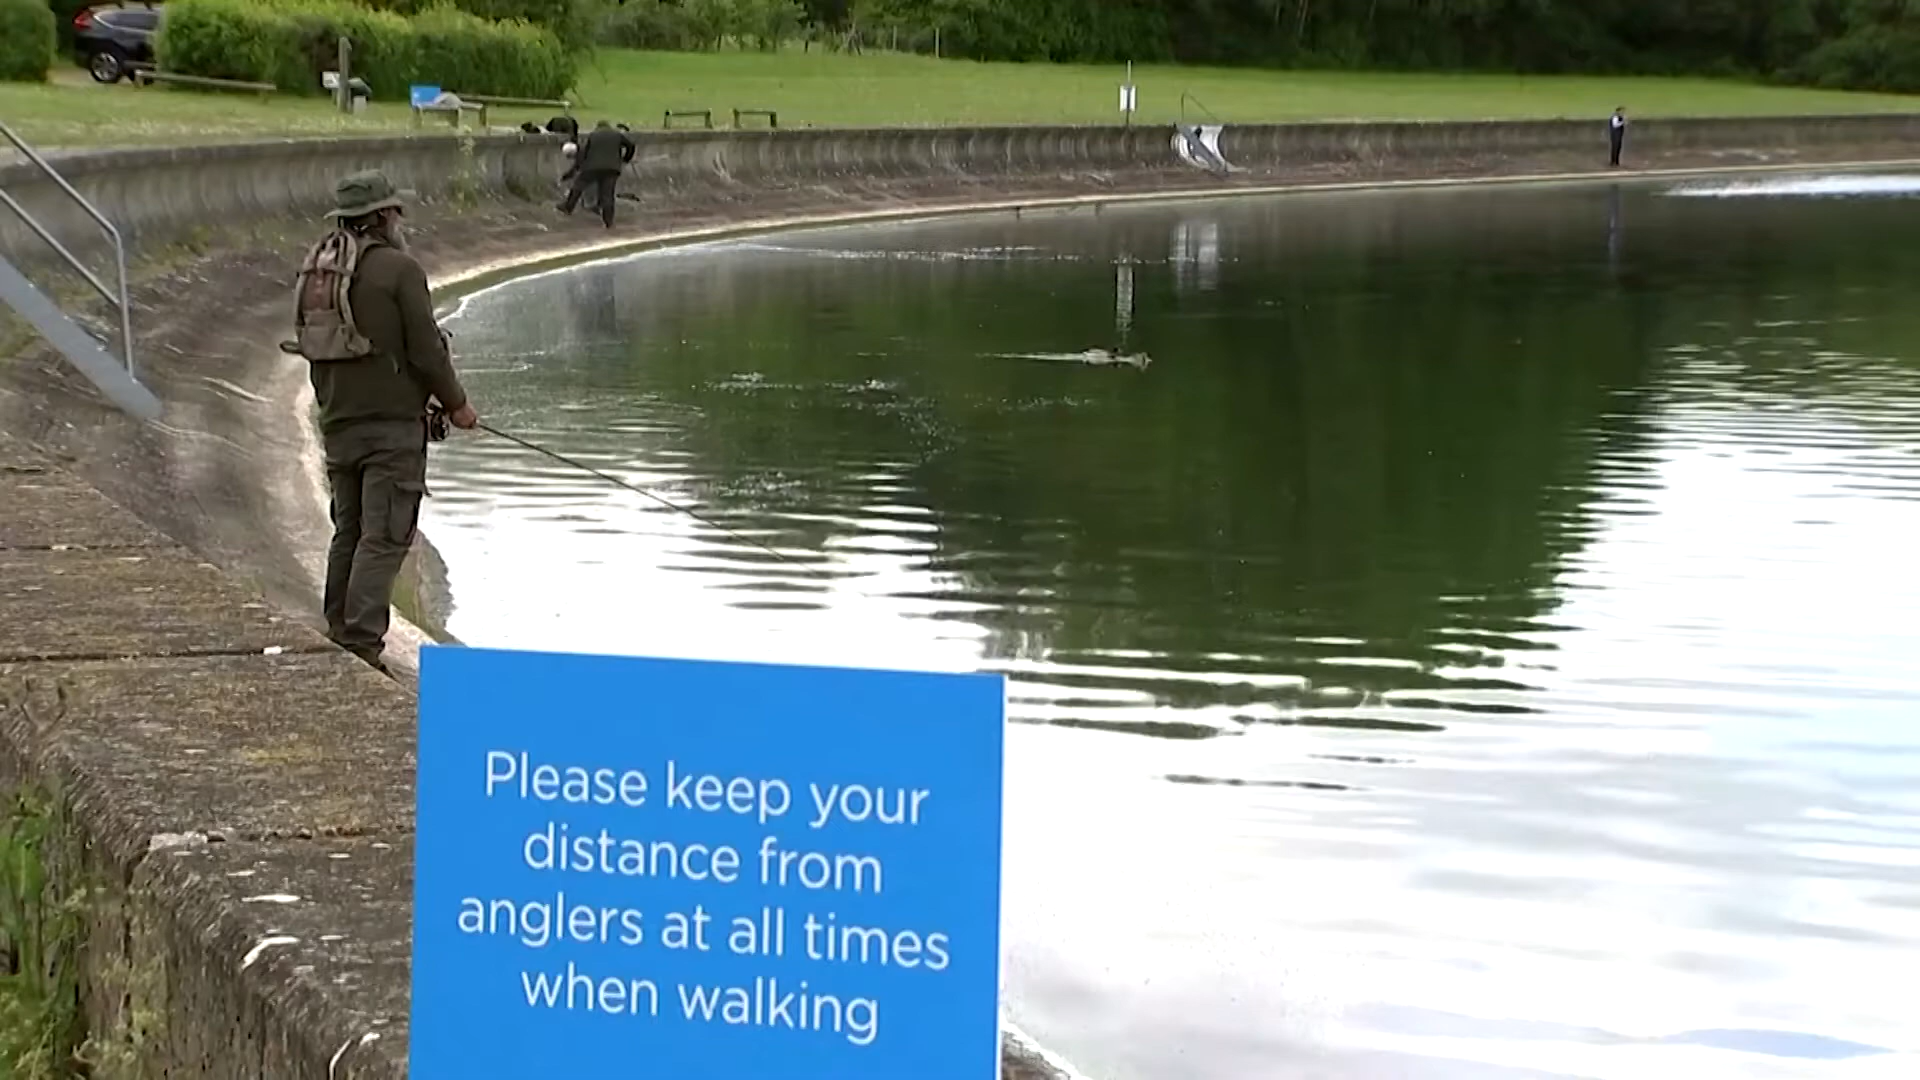 Please keep your
distance from
anglers at all times
when walking